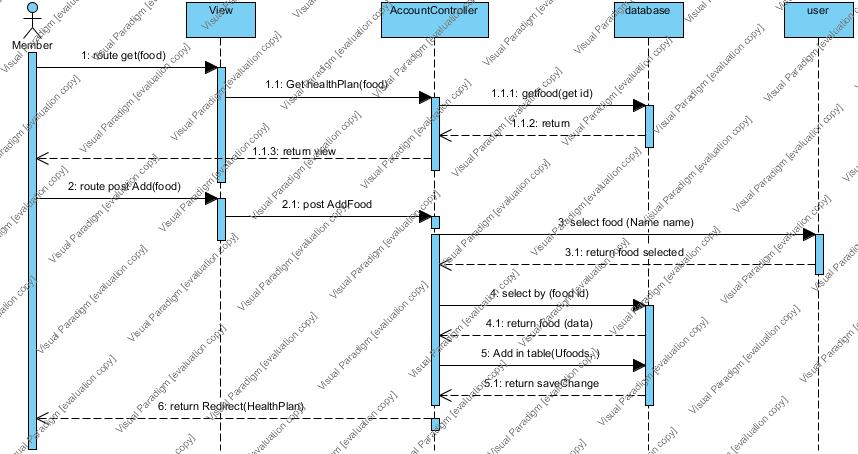 View
AccountController
database
user
Member
1: route get(food)
1.1: Get healthPlan(food)
1.1.1: getfood(get id)
1.1.2: return
1.1.3: return view
2: route post Add(food)
2.1: post AddFood
3: select food (Name name)
3.1: return food selected
4: select by (food id)
4.1: return food (data)
5: Add in table(Ufoods, )
5.1: return saveChange
6: return Redirect(HealthPlan)
Visual Paradigm [evaluation copy]